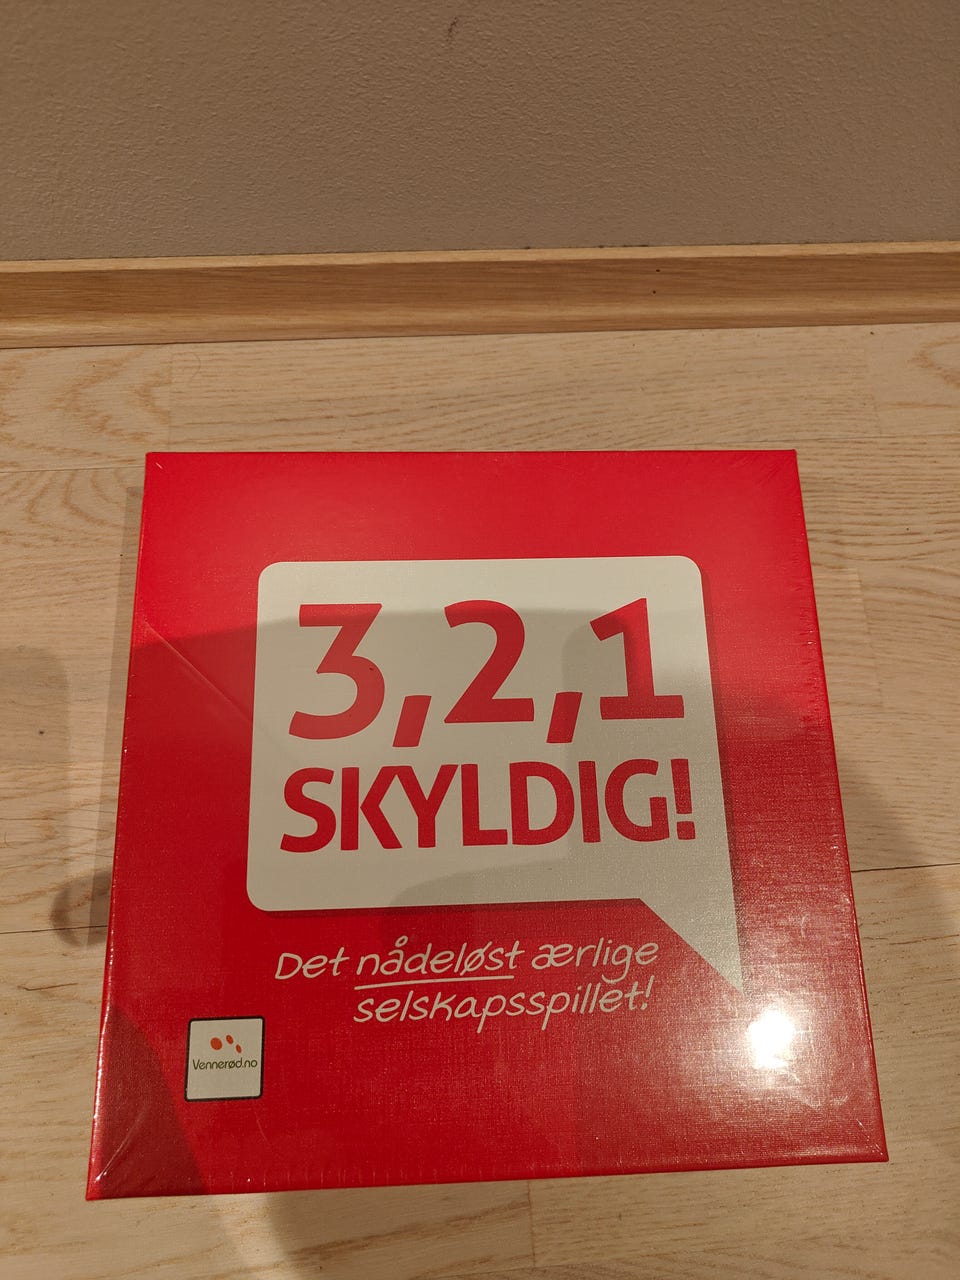 3,2,1
SKYLDIG!
Det nådeløst ærlige
selskapsspillet!
Vennerød.no